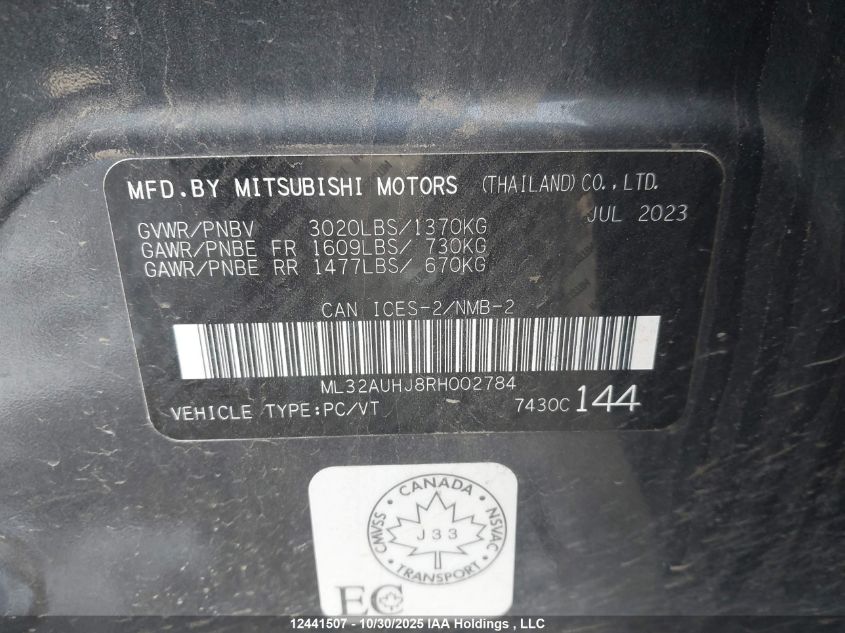 MFD.BY MITSUBISHI MOTORS (THAILAND) CO., LTD.
JUL 2023
GVWR/PNBV 3020LBS/1370KG
GAWR/PNBE FR 1609LBS/ 730KG
GAWR/PNBE RR 1477LBS/ 670KG
CAN ICES-2/NMB-2
ML32AUHJ8RH002784
VEHICLE TYPE:PC/VT 7430C 144
CANADA
CMVSS J33 NSVAC
TRANSPORT
EC
12441507 - 10/30/2025 IAA Holdings , LLC